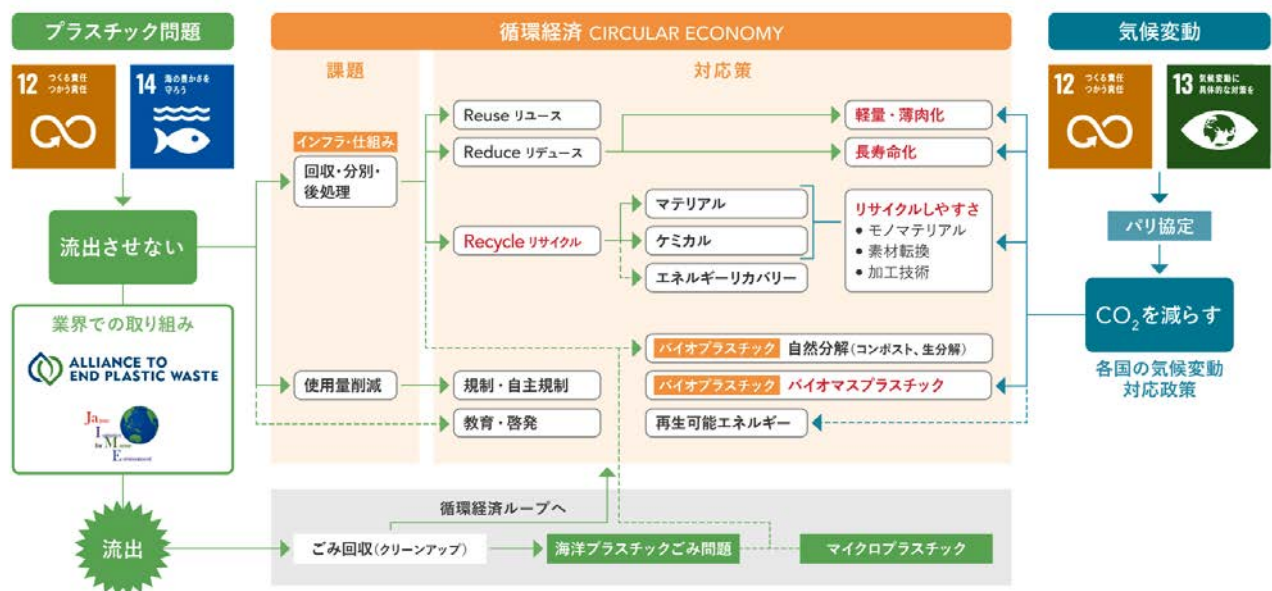 プラスチック問題
12 つくる責任
つかう責任
14 海の豊かさを
守ろう
流出させない
業界での取り組み
ALLIANCE TO
END PLASTIC WASTE
Japan
Initiative
for Marine
Environment
流出
循環経済 CIRCULAR ECONOMY
課題
対応策
インフラ・仕組み
回収・分別・
後処理
使用量削減
Reuse リユース
Reduce リデュース
Recycle リサイクル
規制・自主規制
教育・啓発
マテリアル
ケミカル
エネルギーリカバリー
軽量・薄肉化
長寿命化
リサイクルしやすさ
● モノマテリアル
● 素材転換
● 加工技術
バイオプラスチック 自然分解(コンポスト、生分解)
バイオプラスチック バイオマスプラスチック
再生可能エネルギー
循環経済ループへ
ごみ回収(クリーンアップ)
海洋プラスチックごみ問題
マイクロプラスチック
気候変動
12 つくる責任
つかう責任
13 気候変動に
具体的な対策を
パリ協定
CO₂を減らす
各国の気候変動
対応政策